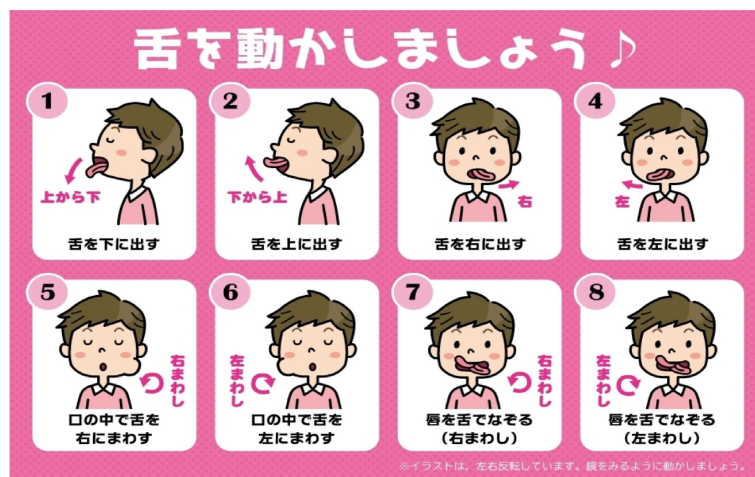 舌を動かしましょう♪
1
上から下
舌を下に出す
2
下から上
舌を上に出す
3
右
舌を右に出す
4
左
舌を左に出す
5
右まわし
口の中で舌を
右にまわす
6
左まわし
口の中で舌を
左にまわす
7
右まわし
唇を舌でなぞる
(右まわし)
8
左まわし
唇を舌でなぞる
(左まわし)
※イラストは、左右反転しています。鏡をみるように動かしましょう。